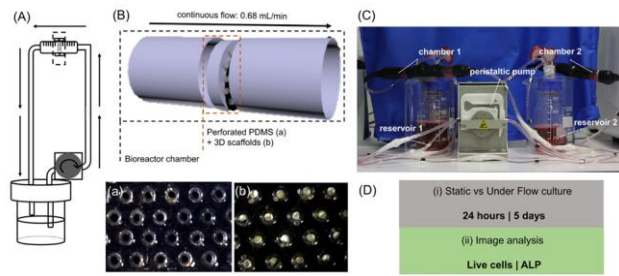 (A)
(B)
continuous flow: 0.68 mL/min
Perforated PDMS (a)
+ 3D scaffolds (b)
Bioreactor chamber
(a)
(b)
(C)
chamber 1
chamber 2
peristaltic pump
reservoir 1
reservoir 2
(D)
(i) Static vs Under Flow culture
24 hours | 5 days
(ii) Image analysis
Live cells | ALP